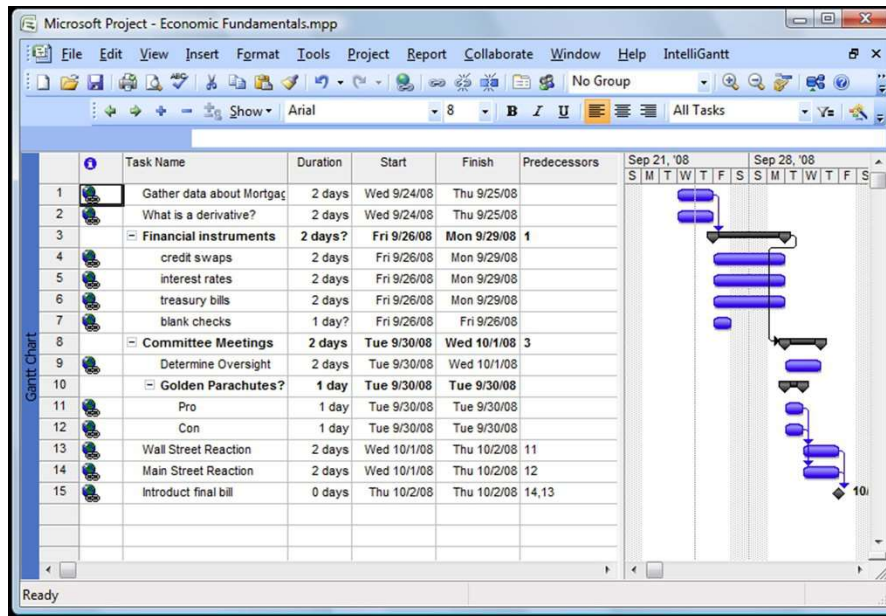 Microsoft Project - Economic Fundamentals.mpp
File Edit View Insert Format Tools Project Report Collaborate Window Help IntelliGantt
No Group
Show Arial 8 B I U All Tasks
Task Name Duration Start Finish Predecessors Sep 21, '08 Sep 28, '08
S M T W T F S S M T W T F S
1 Gather data about Mortgag 2 days Wed 9/24/08 Thu 9/25/08
2 What is a derivative? 2 days Wed 9/24/08 Thu 9/25/08
3 Financial instruments 2 days? Fri 9/26/08 Mon 9/29/08 1
4 credit swaps 2 days Fri 9/26/08 Mon 9/29/08
5 interest rates 2 days Fri 9/26/08 Mon 9/29/08
6 treasury bills 2 days Fri 9/26/08 Mon 9/29/08
7 blank checks 1 day? Fri 9/26/08 Fri 9/26/08
8 Committee Meetings 2 days Tue 9/30/08 Wed 10/1/08 3
9 Determine Oversight 2 days Tue 9/30/08 Wed 10/1/08
10 Golden Parachutes? 1 day Tue 9/30/08 Tue 9/30/08
11 Pro 1 day Tue 9/30/08 Tue 9/30/08
12 Con 1 day Tue 9/30/08 Tue 9/30/08
13 Wall Street Reaction 2 days Wed 10/1/08 Thu 10/2/08 11
14 Main Street Reaction 2 days Wed 10/1/08 Thu 10/2/08 12
15 Introduct final bill 0 days Thu 10/2/08 Thu 10/2/08 14,13 10/
Gantt Chart
Ready